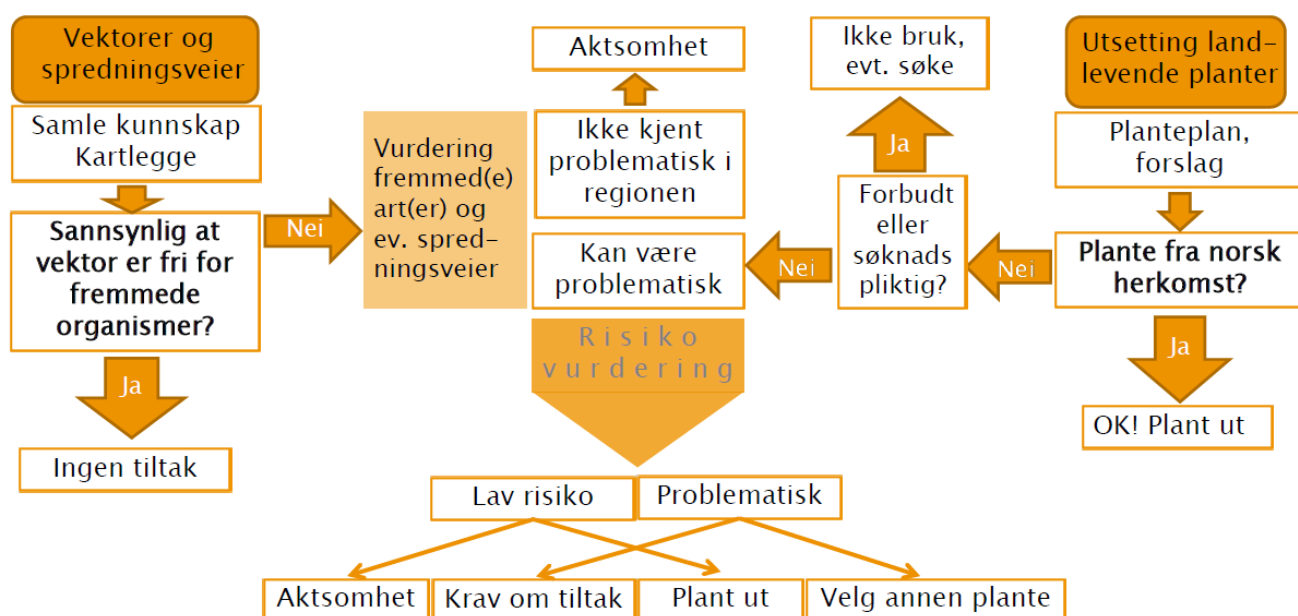 Vektorer og
spredningsveier
Samle kunnskap
Kartlegge
Sannsynlig at
vektor er fri for
fremmede
organismer?
Ja
Ingen tiltak
Nei
Vurdering
fremmed(e)
art(er) og
ev. spred-
ningsveier
Aktsomhet
Ikke kjent
problematisk i
regionen
Kan være
problematisk
Risiko
vurdering
Ikke bruk,
evt. søke
Ja
Forbudt
eller
søknads
pliktig?
Nei
Utsetting land-
levende planter
Planteplan,
forslag
Plante fra norsk
herkomst?
Nei
Ja
OK! Plant ut
Lav risiko
Problematisk
Aktsomhet
Krav om tiltak
Plant ut
Velg annen plante